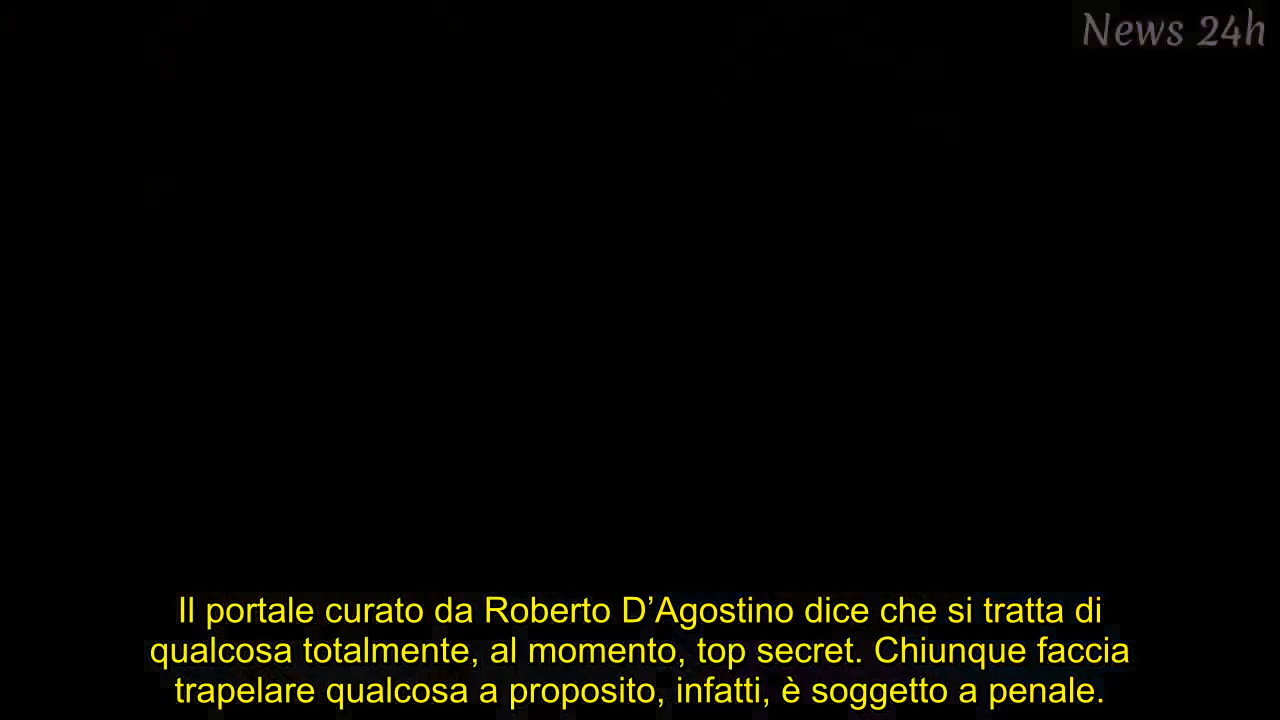 News 24h
Il portale curato da Roberto D’Agostino dice che si tratta di
qualcosa totalmente, al momento, top secret. Chiunque faccia
trapelare qualcosa a proposito, infatti, è soggetto a penale.